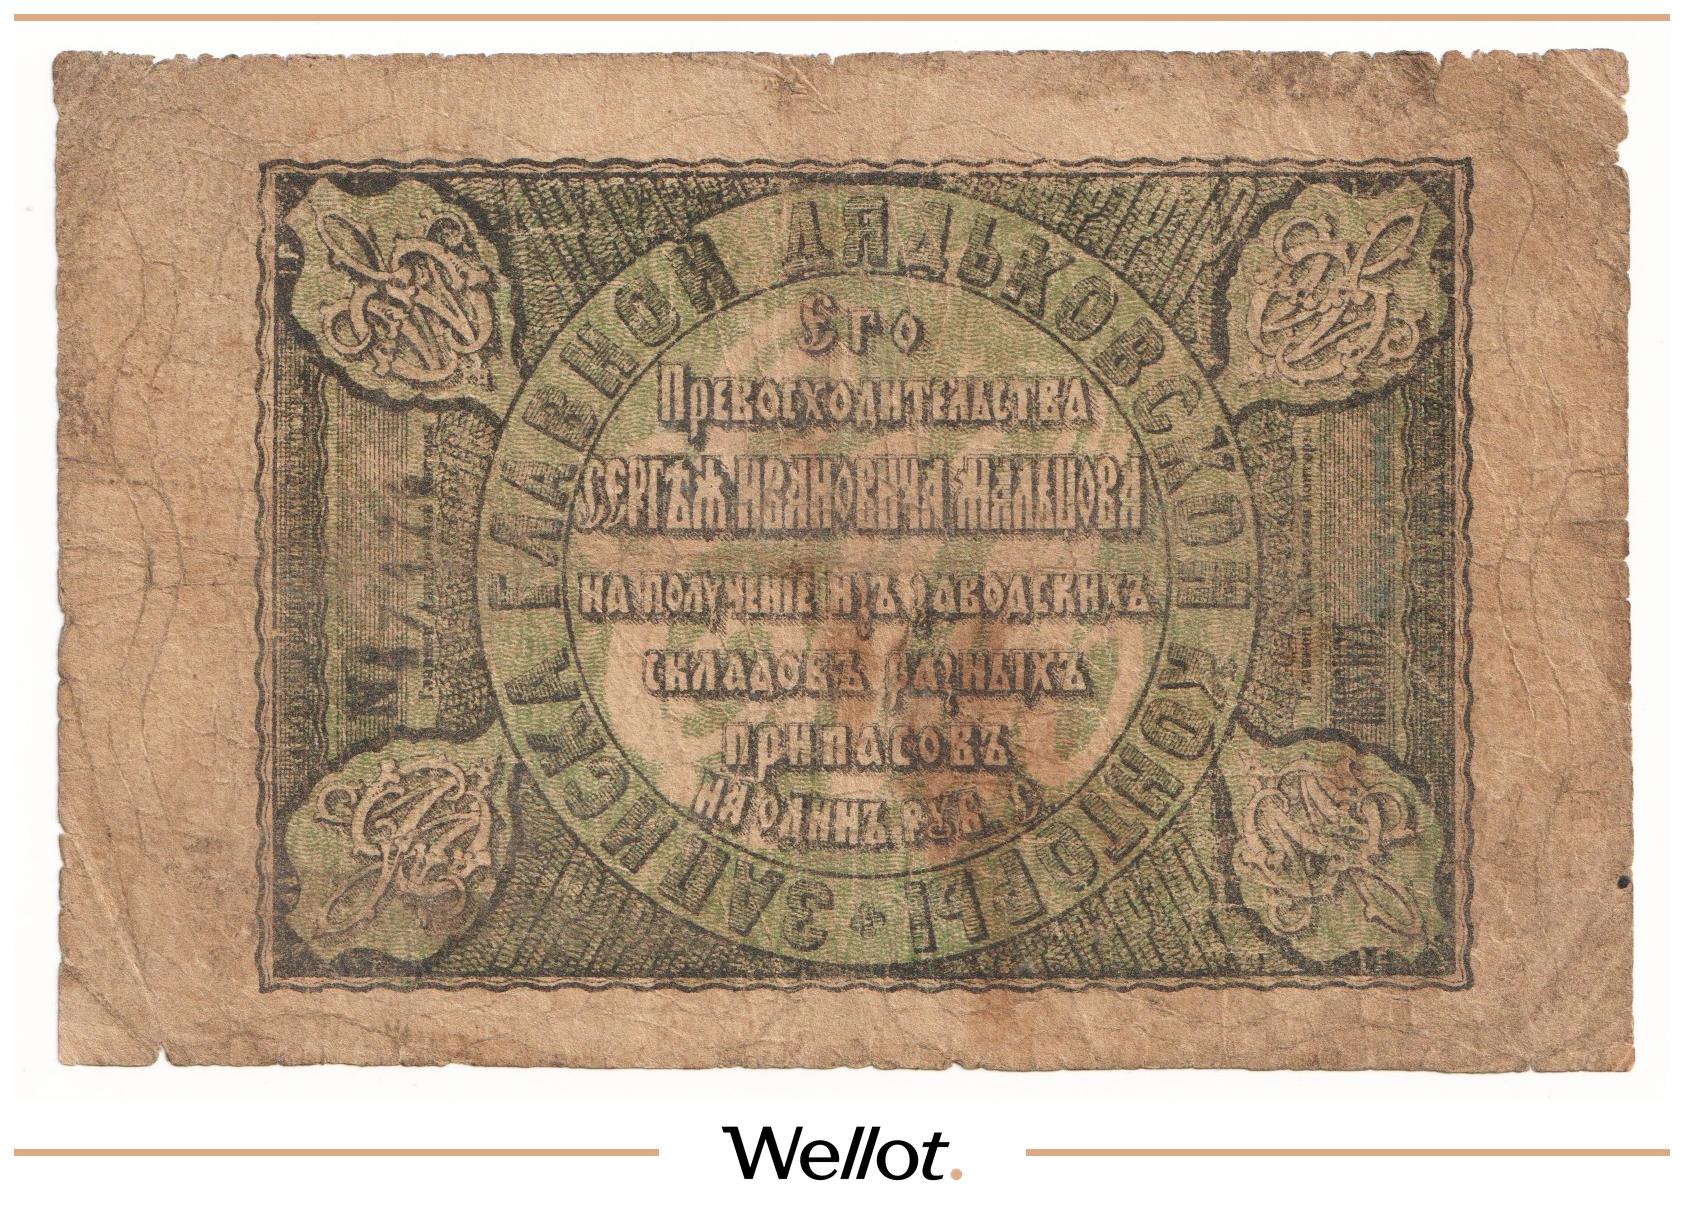 ЗАПИСКА ГЛАВНОЙ ДЯДЬКОВСКОЙ КОНТОРЫ
Его
Превосходительства
СЕРГѢЯ ИВАНОВИЧА МАЛЬЦОВА
на полученіе изъ заводскихъ
складовъ разныхъ
припасовъ
на одинъ руб. с.
Wellot.